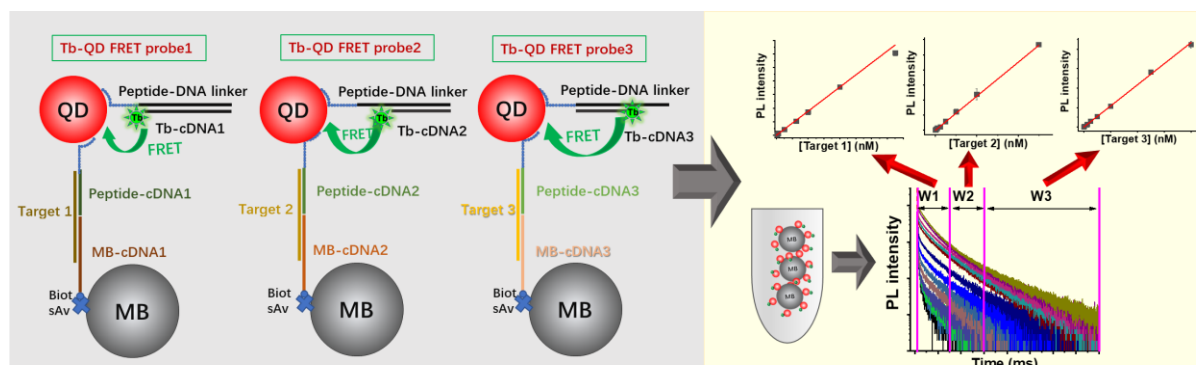 Tb-QD FRET probe1
QD
Peptide-DNA linker
Tb
Tb-cDNA1
FRET
Peptide-cDNA1
Target 1
MB-cDNA1
Biot
sAv
MB
Tb-QD FRET probe2
QD
Peptide-DNA linker
Tb
Tb-cDNA2
FRET
Peptide-cDNA2
Target 2
MB-cDNA2
Biot
sAv
MB
Tb-QD FRET probe3
QD
Peptide-DNA linker
Tb
Tb-cDNA3
FRET
Peptide-cDNA3
Target 3
MB-cDNA3
Biot
sAv
MB
PL intensity
[Target 1] (nM)
PL intensity
[Target 2] (nM)
PL intensity
[Target 3] (nM)
MB
MB
MB
W1
W2
W3
PL intensity
Time (ms)